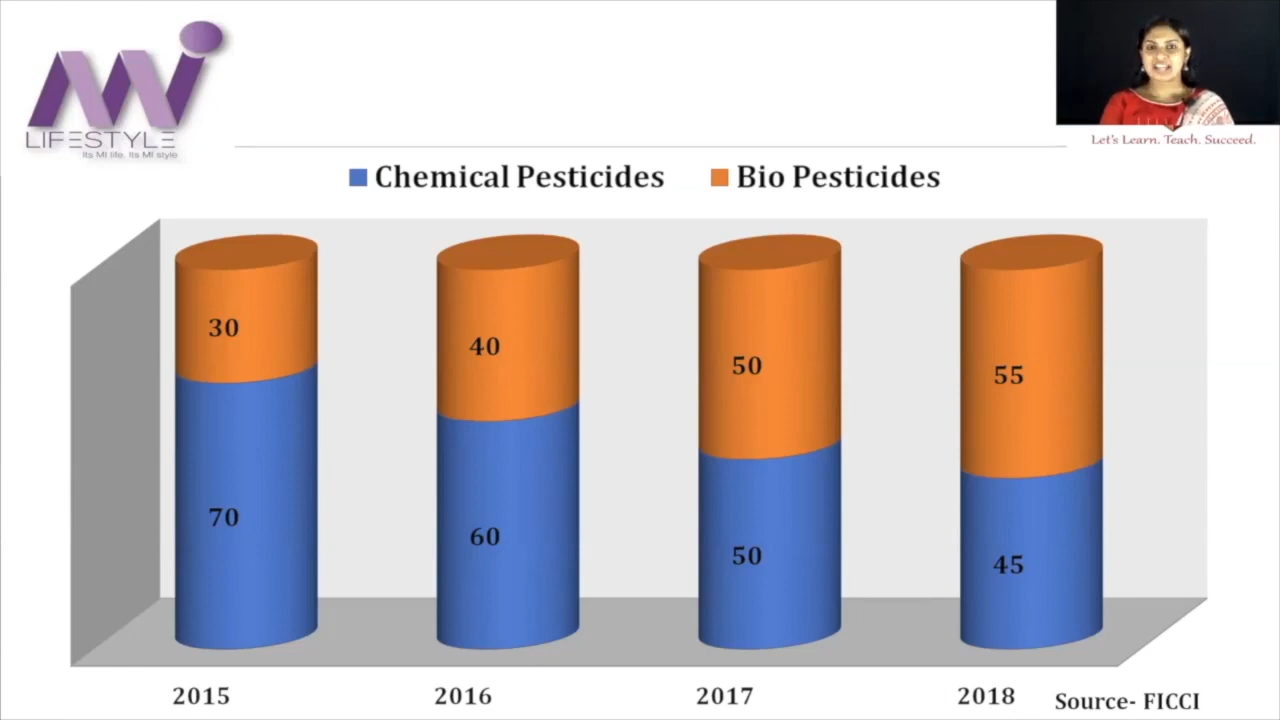 Mi
LIFESTYLE
Its MI life. Its MI style
Let's Learn. Teach. Succeed.
Chemical Pesticides Bio Pesticides
30 40 50 55
70 60 50 45
2015 2016 2017 2018
Source- FICCI